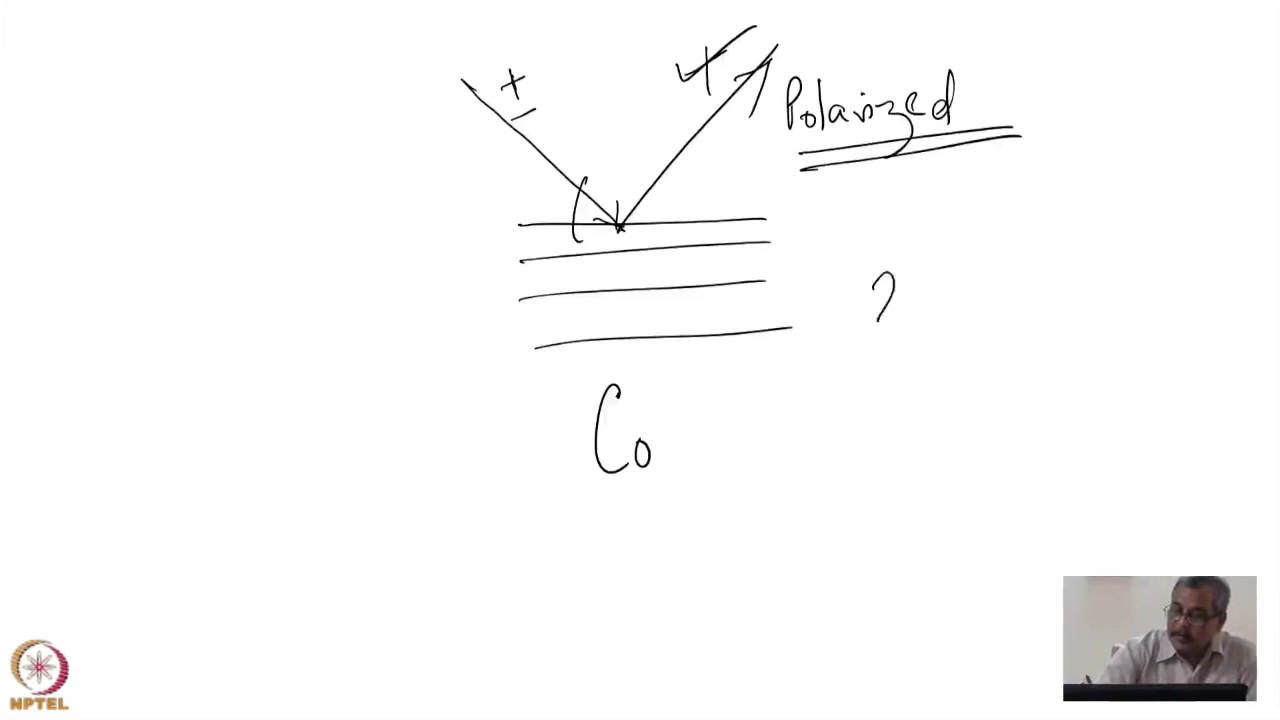 +
-
+
Polarized
?
Co
NPTEL